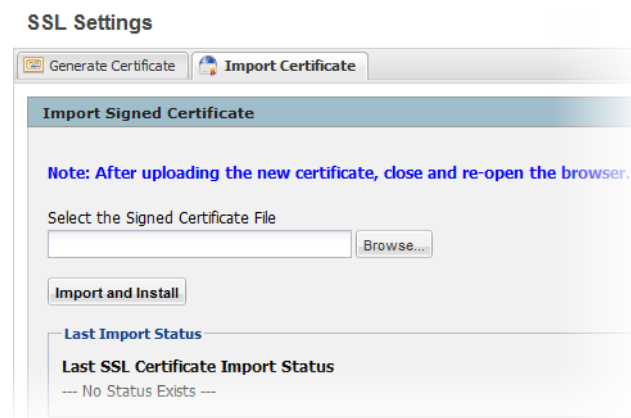 SSL Settings
Generate Certificate
Import Certificate
Import Signed Certificate
Note: After uploading the new certificate, close and re-open the browser.
Select the Signed Certificate File
Browse...
Import and Install
Last Import Status
Last SSL Certificate Import Status
--- No Status Exists ---